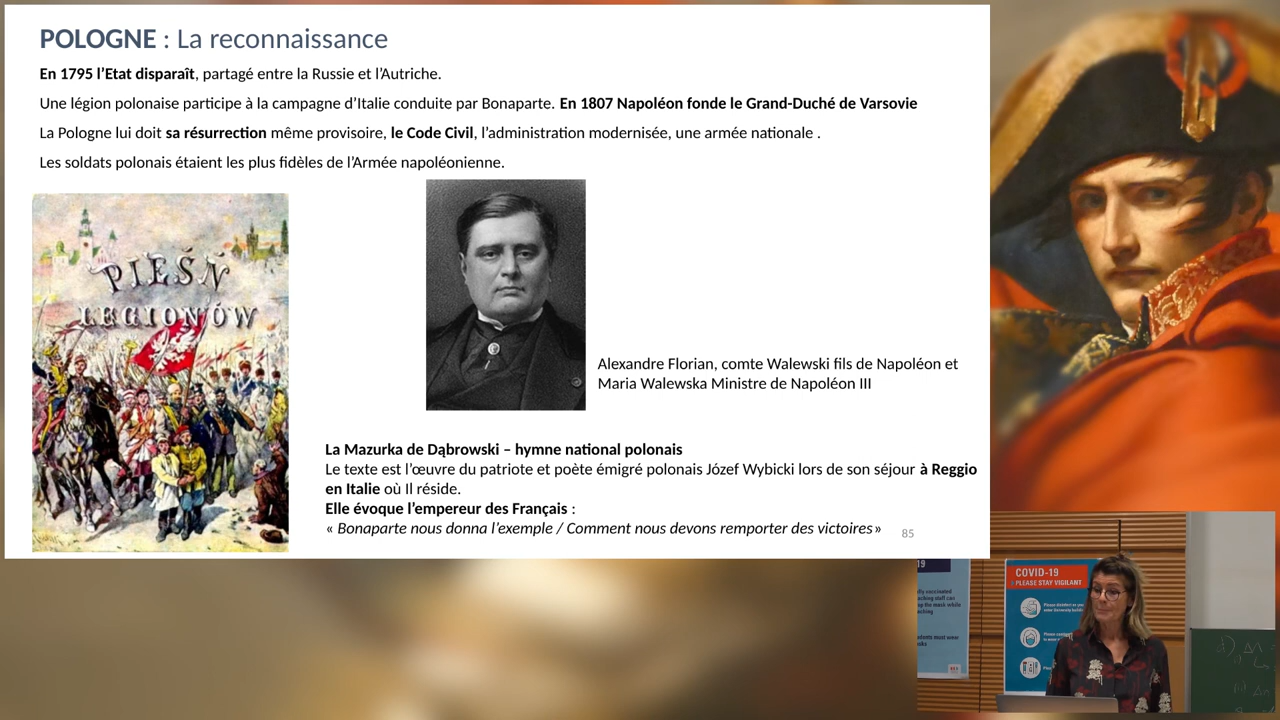 POLOGNE : La reconnaissance
En 1795 l'Etat disparaît, partagé entre la Russie et l'Autriche.
Une légion polonaise participe à la campagne d'Italie conduite par Bonaparte. En 1807 Napoléon fonde le Grand-Duché de Varsovie
La Pologne lui doit sa résurrection même provisoire, le Code Civil, l'administration modernisée, une armée nationale .
Les soldats polonais étaient les plus fidèles de l'Armée napoléonienne.
PIEŚŃ
LEGIONÓW
Alexandre Florian, comte Walewski fils de Napoléon et
Maria Walewska Ministre de Napoléon III
La Mazurka de Dąbrowski – hymne national polonais
Le texte est l'œuvre du patriote et poète émigré polonais Józef Wybicki lors de son séjour à Reggio
en Italie où Il réside.
Elle évoque l'empereur des Français :
« Bonaparte nous donna l'exemple / Comment nous devons remporter des victoires»
85
19
COVID-19
PLEASE STAY VIGILANT